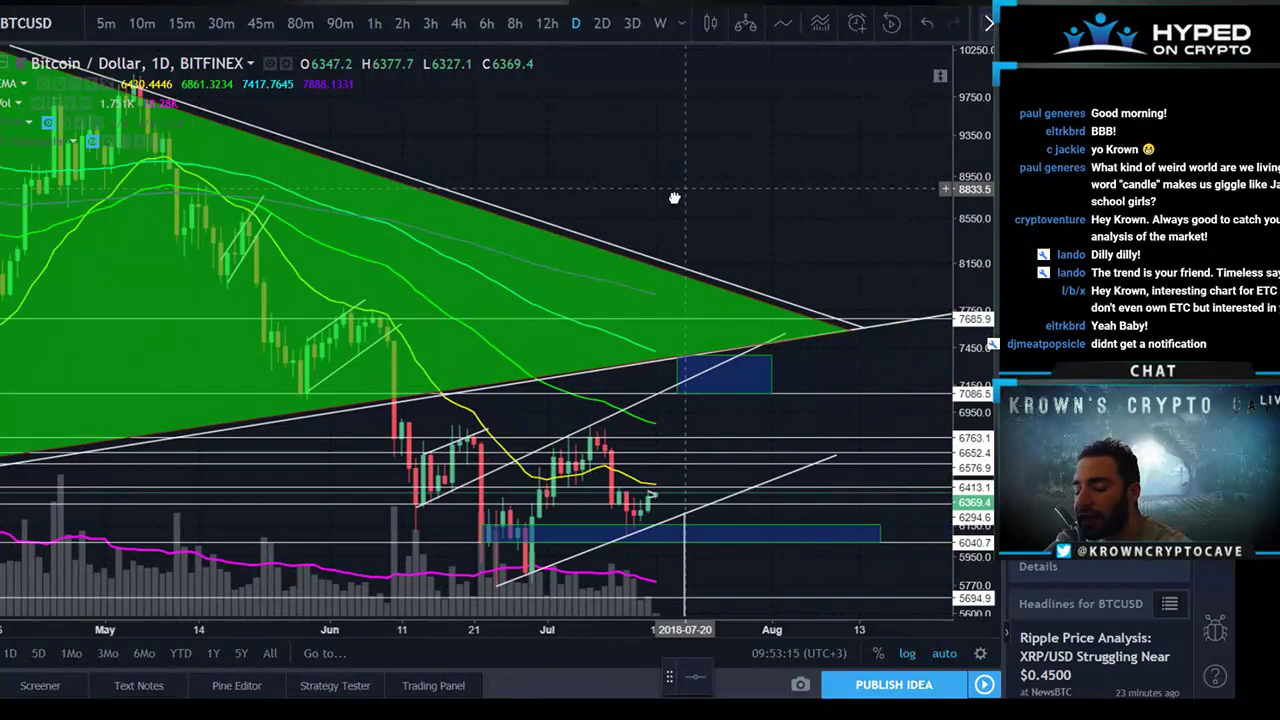 BTCUSD 5m 10m 15m 30m 45m 80m 90m 1h 2h 3h 4h 6h 8h 12h D 2D 3D W
Bitcoin / Dollar, 1D, BITFINEX O6347.2 H6377.7 L6327.1 C6369.4
6430.4446 6861.3234 7417.7645 7888.1331
1.751K
10250.0
9750.0
9350.0
8950.0
8833.5
8550.0
8150.0
7685.9
7450.0
7086.5
6950.0
6763.1
6652.4
6576.9
6413.1
6369.4
6294.6
6040.7
5950.0
5770.0
5694.9
May 14 Jun 11 21 Jul 2018-07-20 Aug 13
1D 5D 1Mo 3Mo 6Mo YTD 1Y 5Y All Go to... 09:53:15 (UTC+3) % log auto
Screener Text Notes Pine Editor Strategy Tester Trading Panel PUBLISH IDEA
HYPED
ON CRYPTO
paul generes Good morning!
eltrkbrd BBB!
c jackie yo Krown
paul generes What kind of weird world are we living
word "candle" makes us giggle like Ja
school girls?
cryptoventure Hey Krown. Always good to catch you
analysis of the market!
lando Dilly dilly!
lando The trend is your friend. Timeless say
l/b/x Hey Krown, interesting chart for ETC
don't even own ETC but interested in
eltrkbrd Yeah Baby!
djmeatpopsicle didnt get a notification
CHAT
KROWN'S CRYPTO
LIV
@KROWNCRYPTOCAVE
Details
Headlines for BTCUSD
Ripple Price Analysis:
XRP/USD Struggling Near
$0.4500
at NewsBTC 23 minutes ago